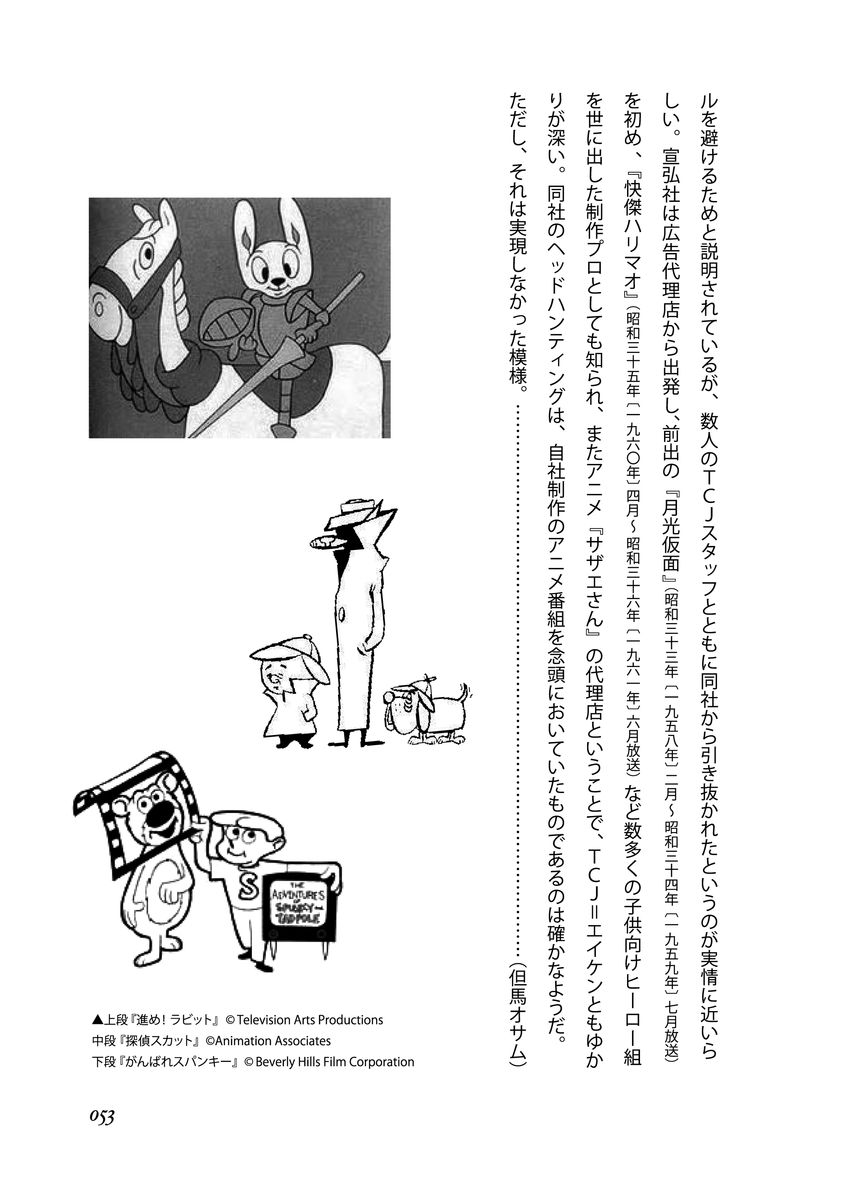 ルを避けるためと説明されているが、数人のTCJスタッフとともに同社から引き抜かれたというのが実情に近いら
しい。宣弘社は広告代理店から出発し、前出の『月光仮面』（昭和三十三年〔一九五八年〕二月〜昭和三十四年〔一九五九年〕七月放送）
を初め、『快傑ハリマオ』（昭和三十五年〔一九六〇年〕四月〜昭和三十六年〔一九六一年〕六月放送）など数多くの子供向けヒーロー組
を世に出した制作プロとしても知られ、またアニメ『サザエさん』の代理店ということで、TCJ＝エイケンともゆか
りが深い。同社のヘッドハンティングは、自社制作のアニメ番組を念頭においていたものであるのは確かなようだ。
ただし、それは実現しなかった模様。……………………………………………………………（但馬オサム）
S
THE
ADVENTURES
of
SPUNKY and
TADPOLE
▲上段『進め！ラビット』 ©Television Arts Productions
中段『探偵スカット』 ©Animation Associates
下段『がんばれスパンキー』 ©Beverly Hills Film Corporation
053